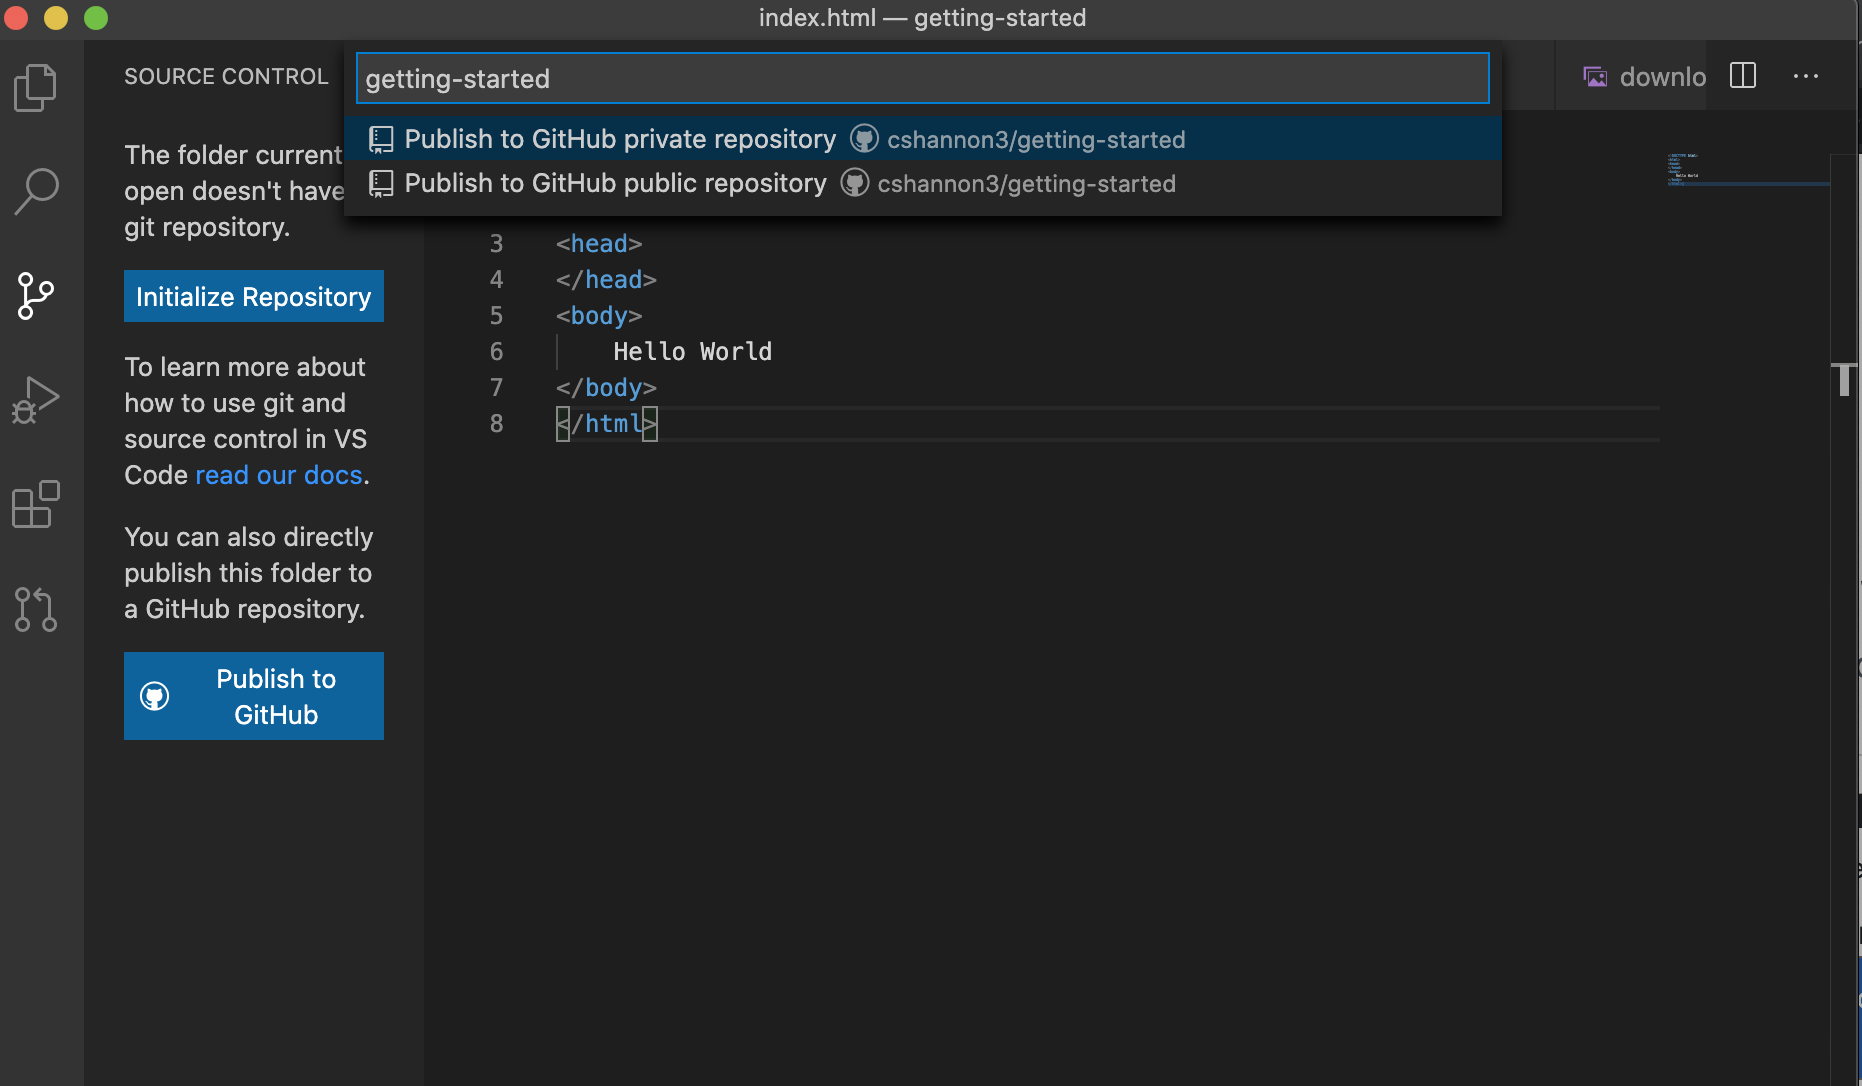 index.html — getting-started
SOURCE CONTROL
getting-started
downlo
Publish to GitHub private repository cshannon3/getting-started
Publish to GitHub public repository cshannon3/getting-started
The folder current
open doesn't have
git repository.
Initialize Repository
To learn more about
how to use git and
source control in VS
Code read our docs.
You can also directly
publish this folder to
a GitHub repository.
Publish to
GitHub
3 <head>
4 </head>
5 <body>
6 Hello World
7 </body>
8 </html>